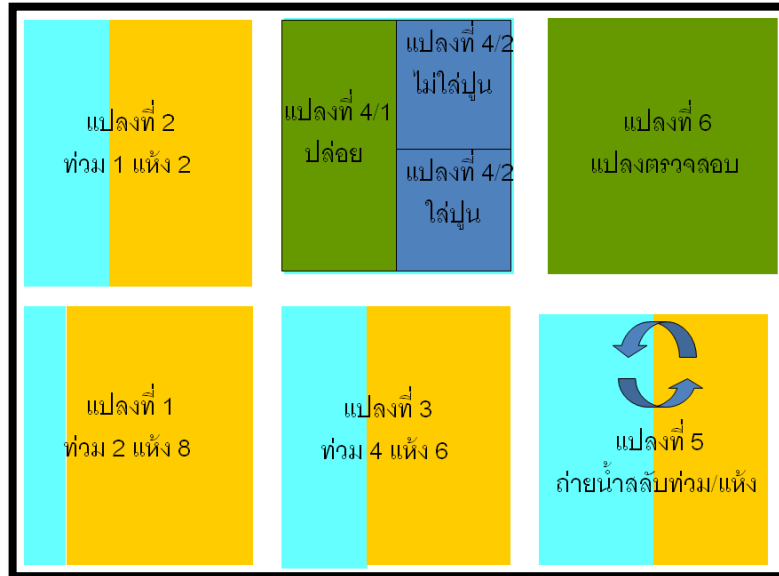 แปลงที่ 2
ท่วม 1 แห้ง 2
แปลงที่ 4/1
ปล่อย
แปลงที่ 4/2
ไม่ใส่ปูน
แปลงที่ 4/2
ใส่ปูน
แปลงที่ 6
แปลงตรวจสอบ
แปลงที่ 1
ท่วม 2 แห้ง 8
แปลงที่ 3
ท่วม 4 แห้ง 6
แปลงที่ 5
ถ่ายน้ำสลับท่วม/แห้ง